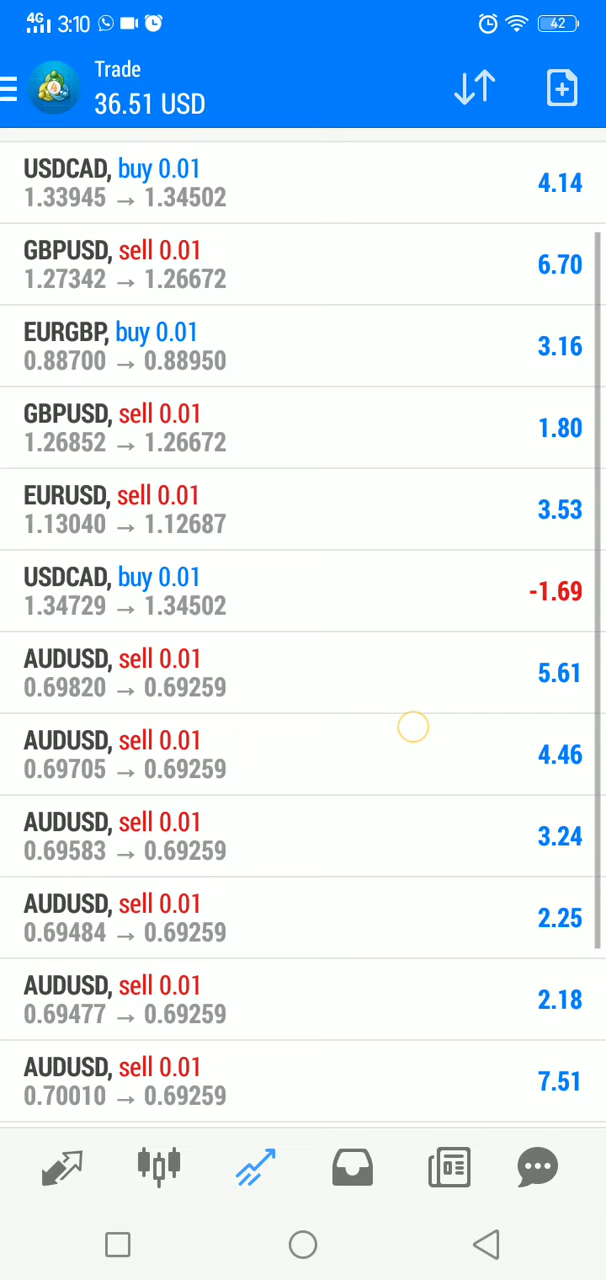 4G 3:10 42
Trade
36.51 USD
USDCAD, buy 0.01
1.33945 → 1.34502 4.14
GBPUSD, sell 0.01
1.27342 → 1.26672 6.70
EURGBP, buy 0.01
0.88700 → 0.88950 3.16
GBPUSD, sell 0.01
1.26852 → 1.26672 1.80
EURUSD, sell 0.01
1.13040 → 1.12687 3.53
USDCAD, buy 0.01
1.34729 → 1.34502 -1.69
AUDUSD, sell 0.01
0.69820 → 0.69259 5.61
AUDUSD, sell 0.01
0.69705 → 0.69259 4.46
AUDUSD, sell 0.01
0.69583 → 0.69259 3.24
AUDUSD, sell 0.01
0.69484 → 0.69259 2.25
AUDUSD, sell 0.01
0.69477 → 0.69259 2.18
AUDUSD, sell 0.01
0.70010 → 0.69259 7.51